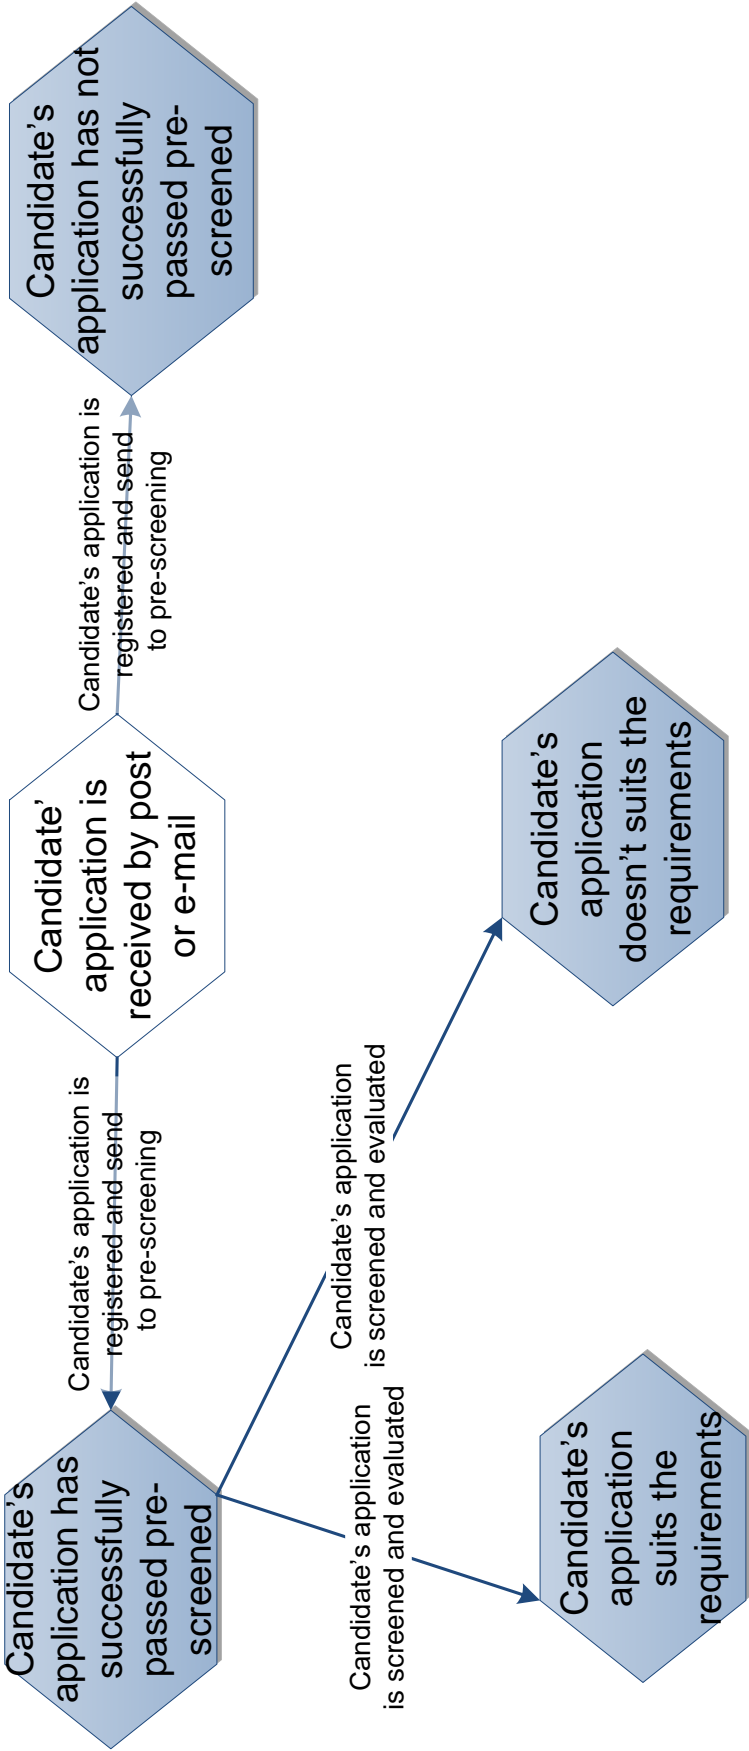 Candidate's
application has
successfully
passed pre-
screened
Candidate's application is
registered and send
to pre-screening
Candidate'
application is
received by post
or e-mail
Candidate's application is
registered and send
to pre-screening
Candidate's
application has not
successfully
passed pre-
screened
Candidate's application
is screened and evaluated
Candidate's application
is screened and evaluated
Candidate's
application
suits the
requirements
Candidate's
application
doesn't suits the
requirements